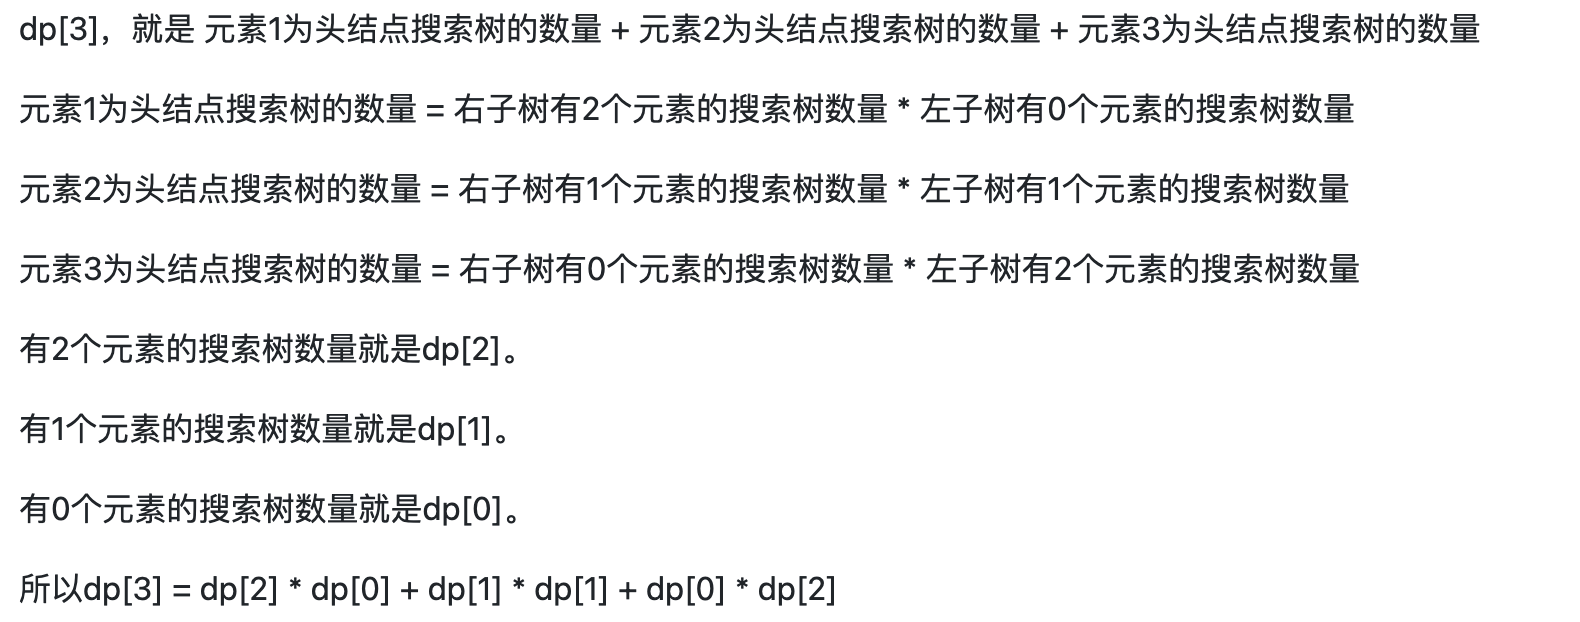 dp[3]，就是 元素1为头结点搜索树的数量 + 元素2为头结点搜索树的数量 + 元素3为头结点搜索树的数量
元素1为头结点搜索树的数量 = 右子树有2个元素的搜索树数量 * 左子树有0个元素的搜索树数量
元素2为头结点搜索树的数量 = 右子树有1个元素的搜索树数量 * 左子树有1个元素的搜索树数量
元素3为头结点搜索树的数量 = 右子树有0个元素的搜索树数量 * 左子树有2个元素的搜索树数量
有2个元素的搜索树数量就是dp[2]。
有1个元素的搜索树数量就是dp[1]。
有0个元素的搜索树数量就是dp[0]。
所以dp[3] = dp[2] * dp[0] + dp[1] * dp[1] + dp[0] * dp[2]